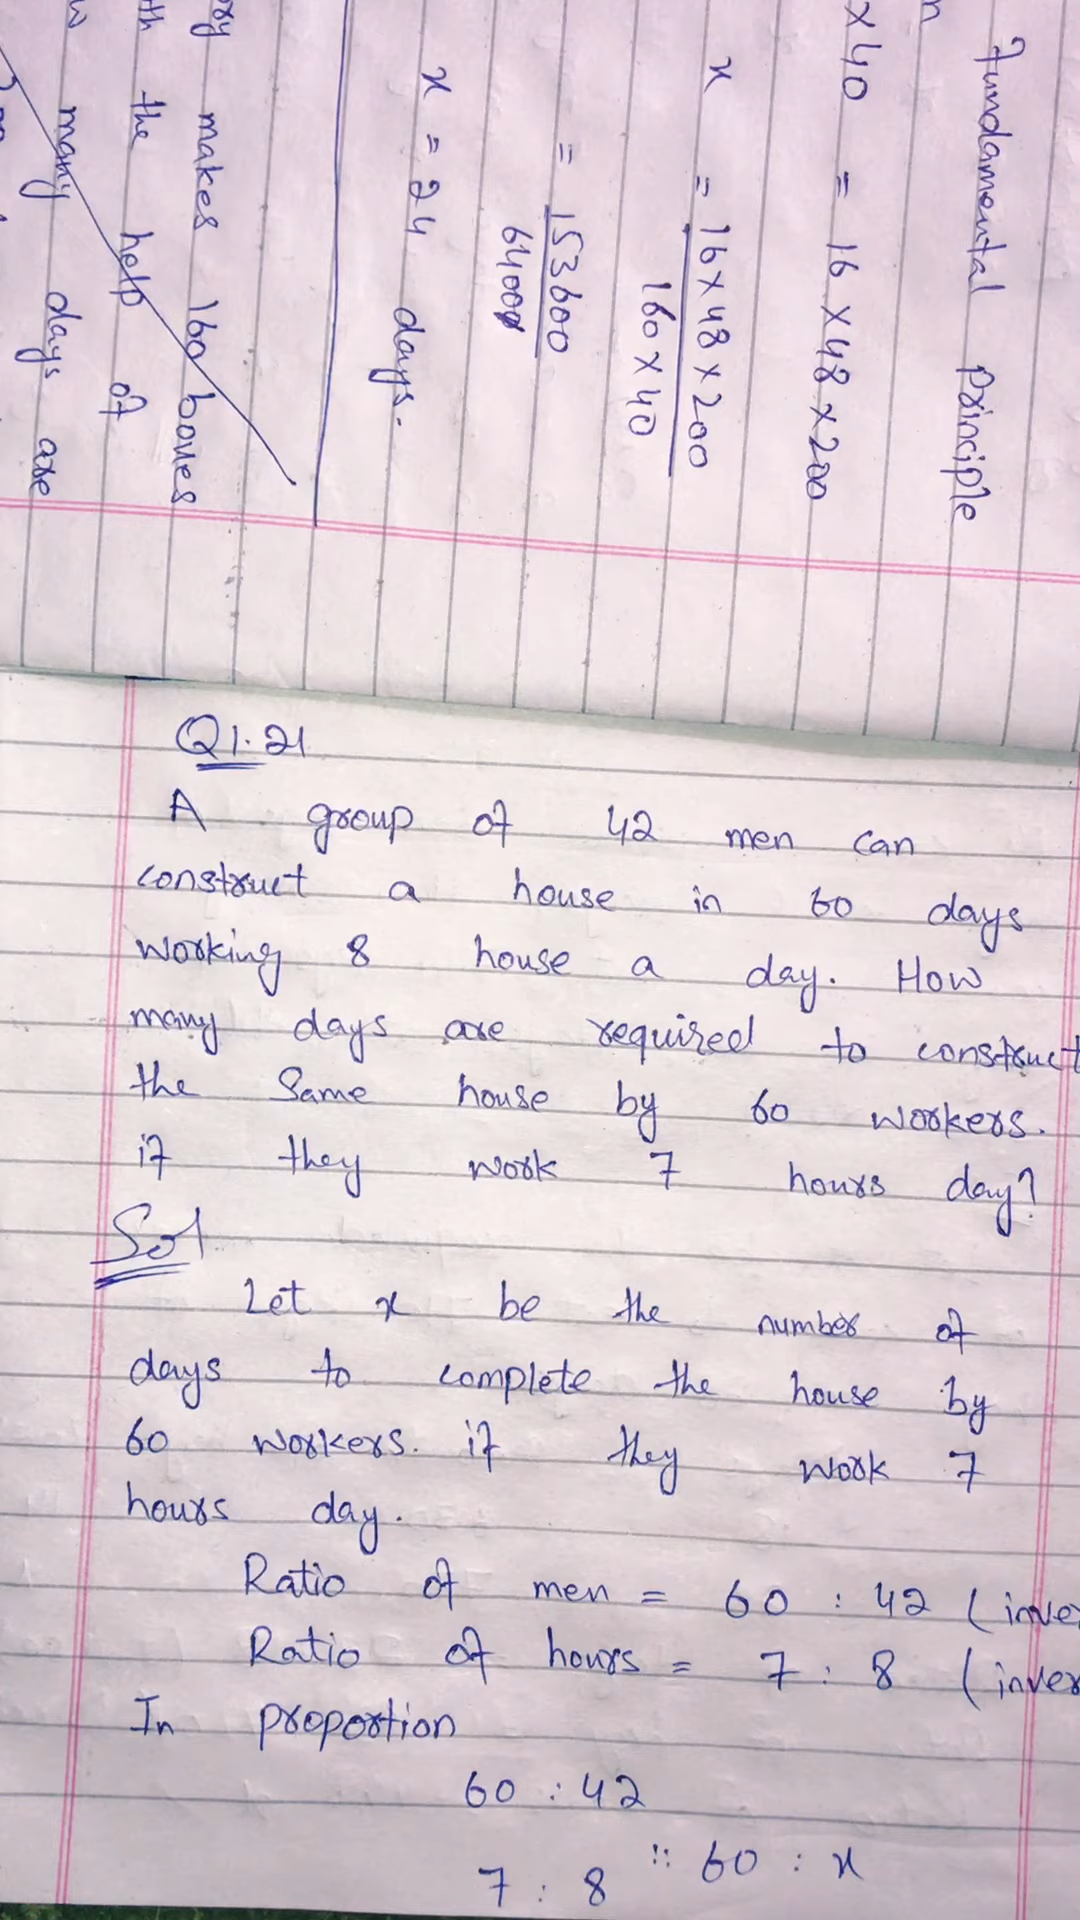 Fundamental Principle
x 40 = 16 x 48 x 200
x = 16 x 48 x 200
160 x 40
= 153600
6400
x = 24 days.
makes 160 boxes
the help of
many days are
Q1.21
A group of 42 men can
construct a house in 60 days
working 8 house a day. How
many days are required to construct
the Same house by 60 workers.
if they work 7 hours day?
Sol
Let x be the number of
days to complete the house by
60 workers. if they work 7
hours day.
Ratio of men = 60 : 42 (inve
Ratio of hours = 7 : 8 (inver
In proportion
60 : 42
:: 60 : x
7 : 8